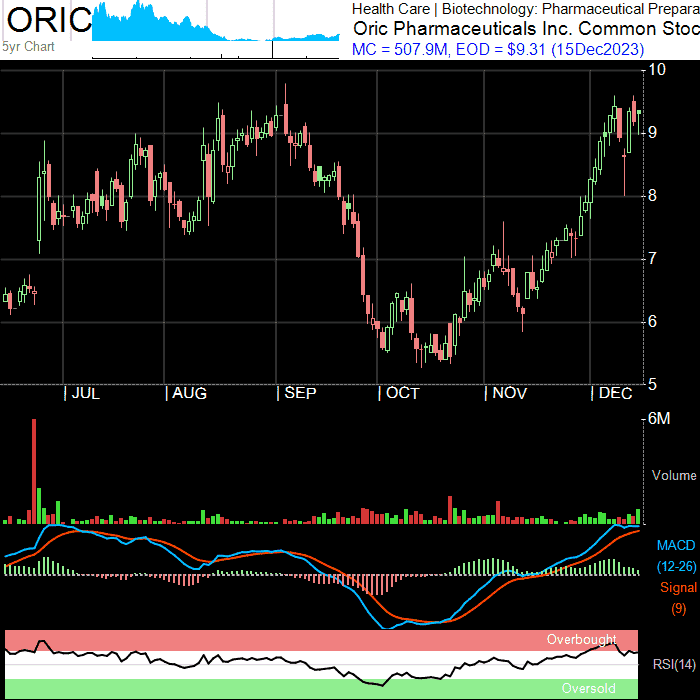 ORIC
5yr Chart
Health Care | Biotechnology: Pharmaceutical Prepara
Oric Pharmaceuticals Inc. Common Stoc
MC = 507.9M, EOD = $9.31 (15Dec2023)
10
9
8
7
6
5
| JUL | AUG | SEP | OCT | NOV | DEC
6M
Volume
MACD
(12-26)
Signal
(9)
Overbought
RSI(14)
Oversold